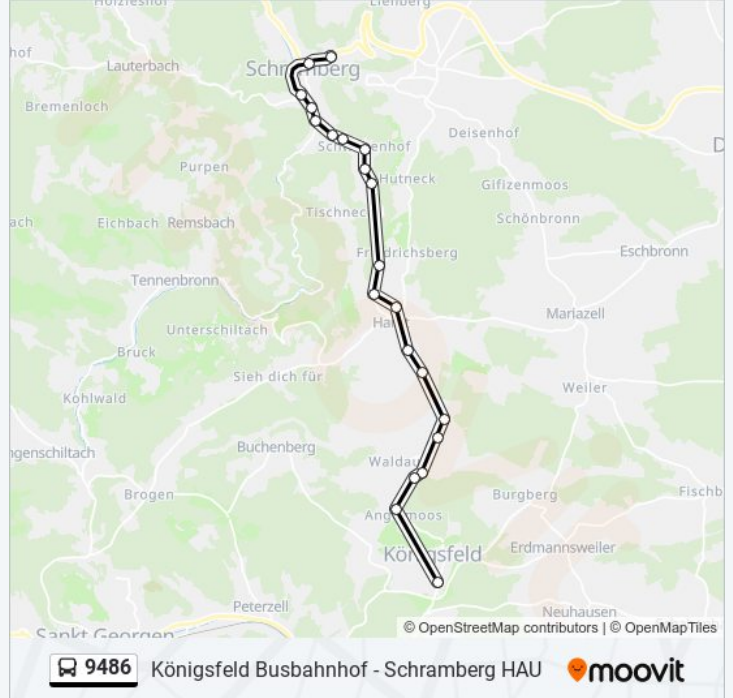 Holzleshof
Lienberg
hof
Lauterbach
Schramberg
Bremenloch
Deisenhof
D
Purpen
Hutneck
Gifizenmoos
Tischneck
ach
Eichbach
Remsbach
Schönbronn
Friedrichsberg
Eschbronn
Tennenbronn
Mariazell
Hardt
Unterschiltach
Bruck
Sieh dich für
Weiler
Kohlwald
Buchenberg
ngenschiltach
Waldau
Brogen
Burgberg
Fischb
Angelmoos
Königsfeld
Erdmannsweiler
Peterzell
Neuhausen
Sankt Georgen
© OpenStreetMap contributors | © OpenMapTiles
9486 Königsfeld Busbahnhof - Schramberg HAU moovit